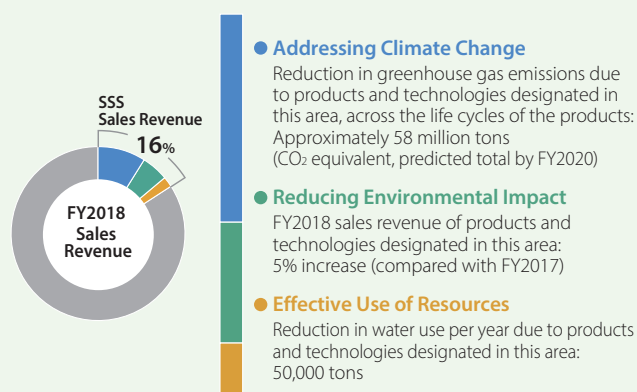 SSS
Sales Revenue
16%
FY2018
Sales
Revenue
● Addressing Climate Change
Reduction in greenhouse gas emissions due
to products and technologies designated in
this area, across the life cycles of the products:
Approximately 58 million tons
(CO₂ equivalent, predicted total by FY2020)
● Reducing Environmental Impact
FY2018 sales revenue of products and
technologies designated in this area:
5% increase (compared with FY2017)
● Effective Use of Resources
Reduction in water use per year due to products
and technologies designated in this area:
50,000 tons